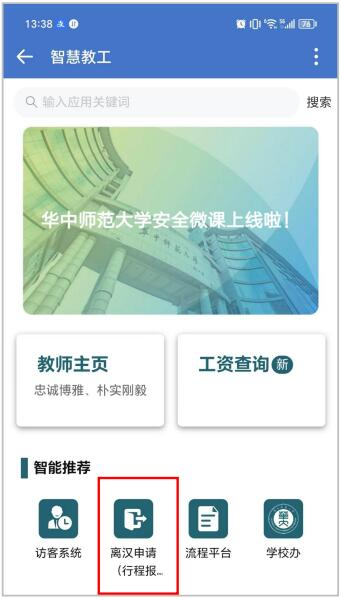 13:38
76
智慧教工
输入应用关键词
搜索
华中师范大学安全微课上线啦！
教师主页
工资查询 新
忠诚博雅、朴实刚毅
智能推荐
访客系统
离汉申请
（行程报...
流程平台
学校办